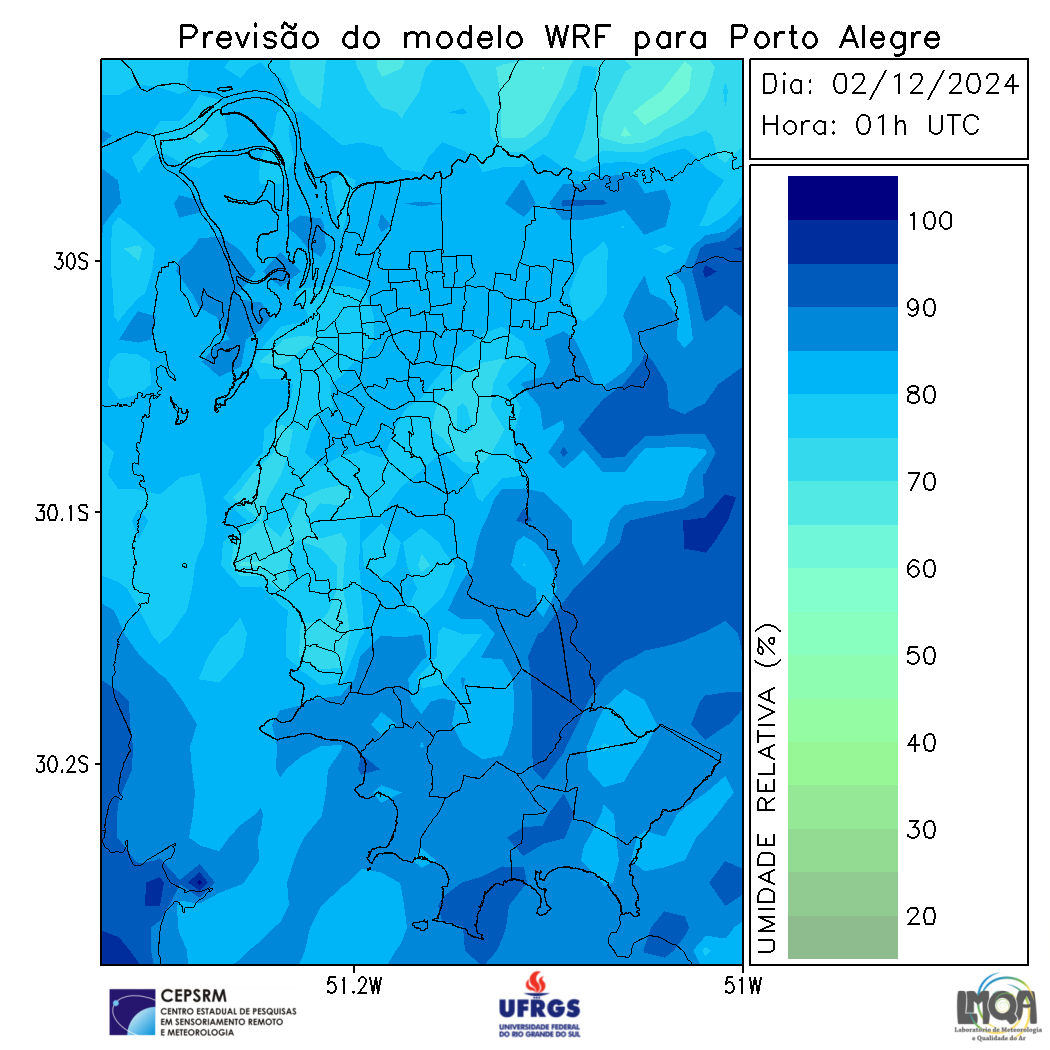 Previsão do modelo WRF para Porto Alegre
Dia: 02/12/2024
Hora: 01h UTC
30S
30.1S
30.2S
51.2W
51W
100
90
80
70
60
50
40
30
20
UMIDADE RELATIVA (%)
CEPSRM
CENTRO ESTADUAL DE PESQUISAS
EM SENSORIAMENTO REMOTO
E METEOROLOGIA
UFRGS
UNIVERSIDADE FEDERAL
DO RIO GRANDE DO SUL
LMQA
Laboratório de Meteorologia
e Qualidade do Ar